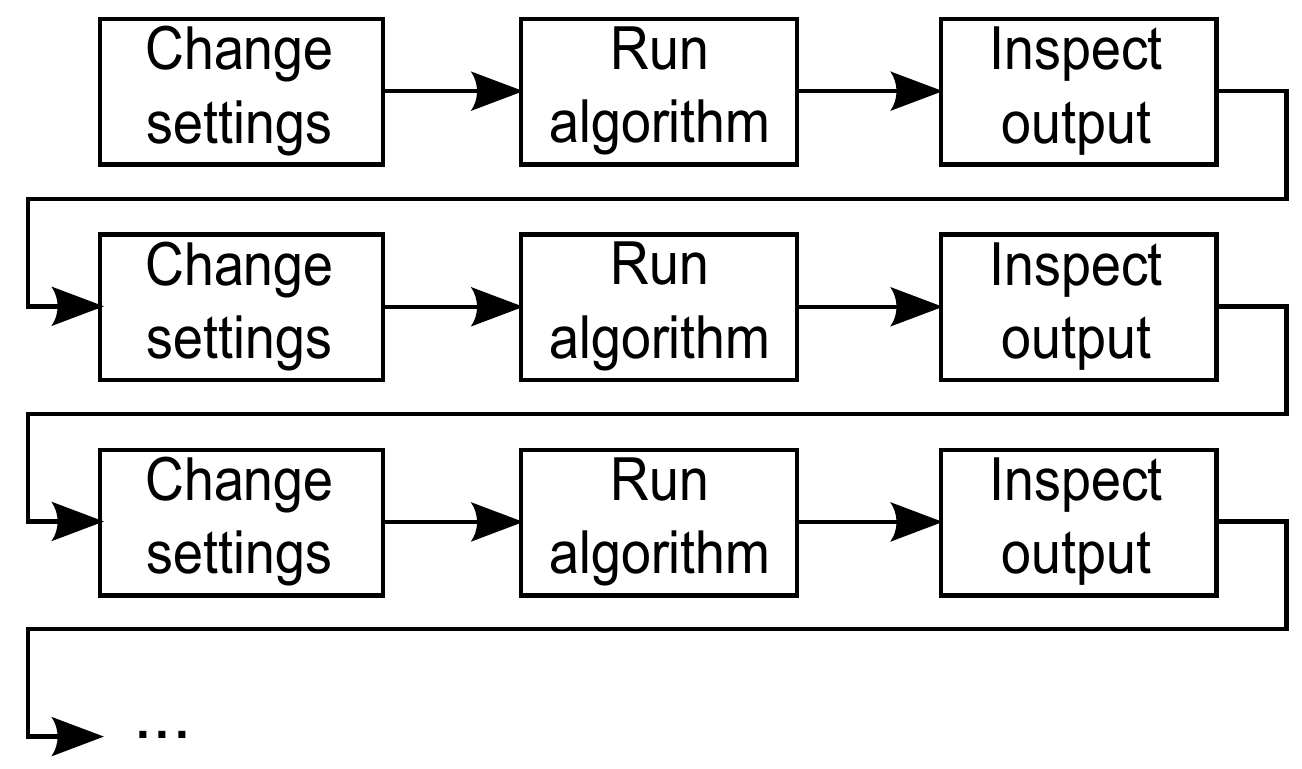 Change
settings
Run
algorithm
Inspect
output
Change
settings
Run
algorithm
Inspect
output
Change
settings
Run
algorithm
Inspect
output
...